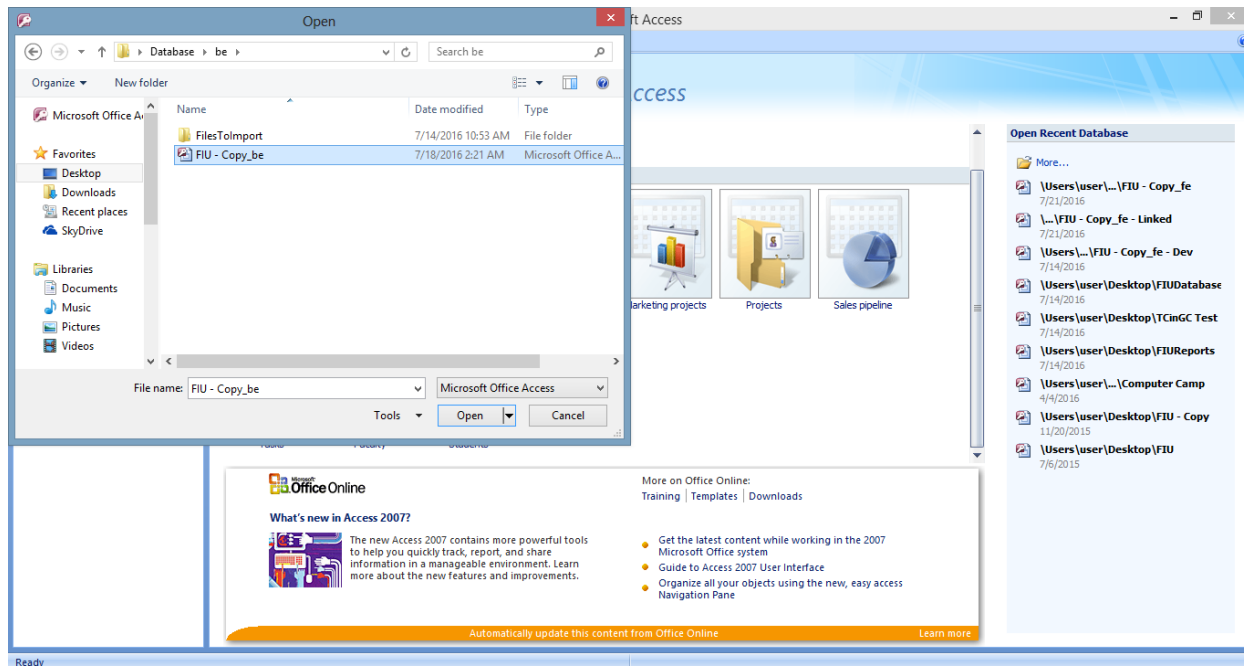 Open
ft Access
Database
be
Search be
Organize
New folder
Microsoft Office A
Favorites
Desktop
Downloads
Recent places
SkyDrive
Libraries
Documents
Music
Pictures
Videos
Name
Date modified
Type
FilesToImport
7/14/2016 10:53 AM
File folder
FIU - Copy_be
7/18/2016 2:21 AM
Microsoft Office A...
File name:
FIU - Copy_be
Microsoft Office Access
Tools
Open
Cancel
ccess
Marketing projects
Projects
Sales pipeline
Tasks
Faculty
Students
Open Recent Database
More...
\Users\user\...\FIU - Copy_fe
7/21/2016
\...\FIU - Copy_fe - Linked
7/21/2016
\Users\...\FIU - Copy_fe - Dev
7/14/2016
\Users\user\Desktop\FIUDatabase
7/14/2016
\Users\user\Desktop\TCinGC Test
7/14/2016
\Users\user\Desktop\FIUReports
7/14/2016
\Users\user\...\Computer Camp
4/4/2016
\Users\user\Desktop\FIU - Copy
11/20/2015
\Users\user\Desktop\FIU
7/6/2015
Microsoft
Office Online
What's new in Access 2007?
The new Access 2007 contains more powerful tools
to help you quickly track, report, and share
information in a manageable environment. Learn
more about the new features and improvements.
More on Office Online:
Training | Templates | Downloads
Get the latest content while working in the 2007
Microsoft Office system
Guide to Access 2007 User Interface
Organize all your objects using the new, easy access
Navigation Pane
Automatically update this content from Office Online
Learn more
Ready